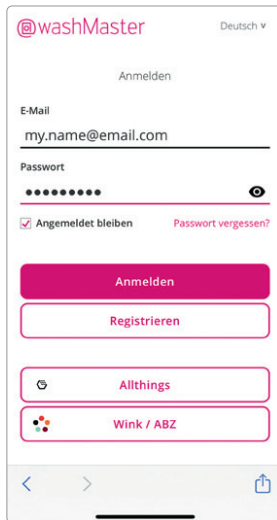 @washMaster
Deutsch
Anmelden
E-Mail
my.name@email.com
Passwort
Angemeldet bleiben Passwort vergessen?
Anmelden
Registrieren
Allthings
Wink / ABZ